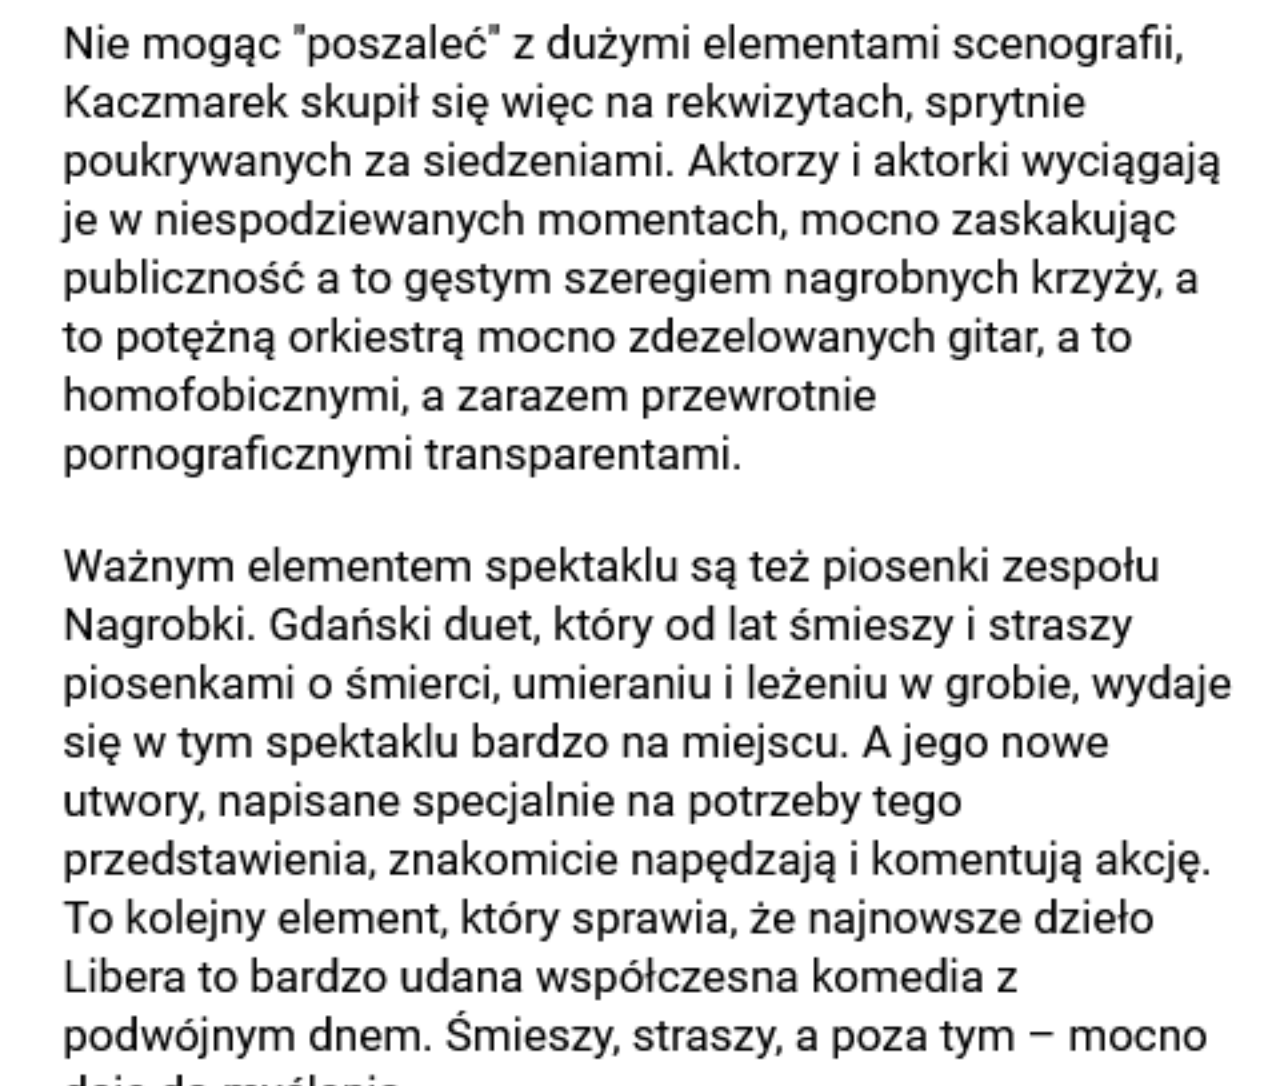 Nie mogąc "poszaleć" z dużymi elementami scenografii,
Kaczmarek skupił się więc na rekwizytach, sprytnie
poukrywanych za siedzeniami. Aktorzy i aktorki wyciągają
je w niespodziewanych momentach, mocno zaskakując
publiczność a to gęstym szeregiem nagrobnych krzyży, a
to potężną orkiestrą mocno zdezelowanych gitar, a to
homofobicznymi, a zarazem przewrotnie
pornograficznymi transparentami.
Ważnym elementem spektaklu są też piosenki zespołu
Nagrobki. Gdański duet, który od lat śmieszy i straszy
piosenkami o śmierci, umieraniu i leżeniu w grobie, wydaje
się w tym spektaklu bardzo na miejscu. A jego nowe
utwory, napisane specjalnie na potrzeby tego
przedstawienia, znakomicie napędzają i komentują akcję.
To kolejny element, który sprawia, że najnowsze dzieło
Libera to bardzo udana współczesna komedia z
podwójnym dnem. Śmieszy, straszy, a poza tym – mocno